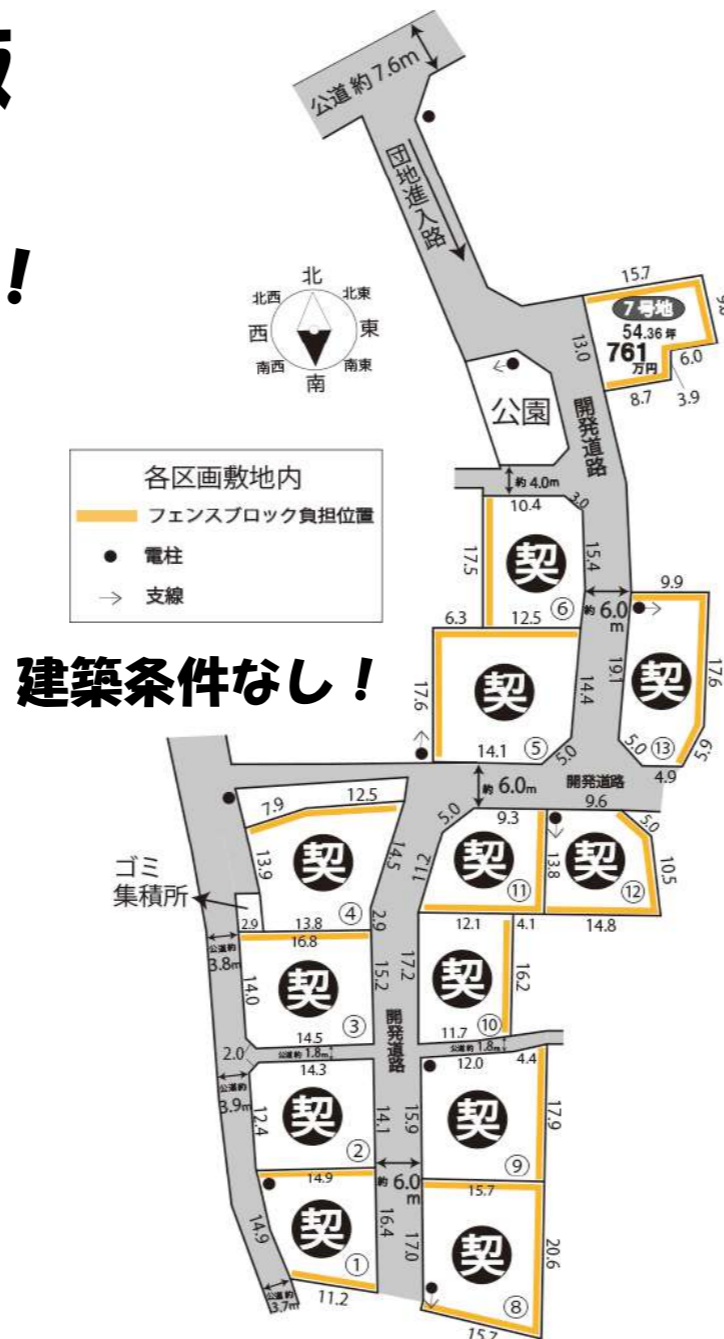 ！
公道 約 7.6m
団地進入路
北
北西
北東
西
東
南西
南東
南
15.7
7号地
54.36 坪
761
万円
13.0
6.0
8.7
3.9
公園
開発道路
各区画敷地内
フェンスブロック負担位置
電柱
支線
約 4.0m
10.4
3.0
17.5
契
⑥
15.4
約 6.0
m
9.9
6.3
12.5
建築条件なし！
17.6
契
⑤
14.4
14.1
5.0
19.1
契
⑬
17.6
5.9
5.0
4.9
約 6.0m
開発道路
9.6
7.9
12.5
13.9
契
④
14.5
5.0
9.3
11.2
契
⑪
13.8
契
⑫
5.0
10.5
14.8
ゴミ
集積所
2.9
13.8
2.9
公道 約
3.8m
16.8
14.0
契
③
15.2
14.5
17.2
12.1
4.1
契
⑩
16.2
11.7
開発道路
2.0
公道 約 1.8m
公道 約 1.8m
14.3
12.0
4.4
公道 約
3.9m
12.4
契
②
14.1
15.9
契
⑨
17.9
14.9
約 6.0
m
15.7
14.9
契
①
16.4
17.0
契
⑧
20.6
公道 約
3.7m
11.2
15.7